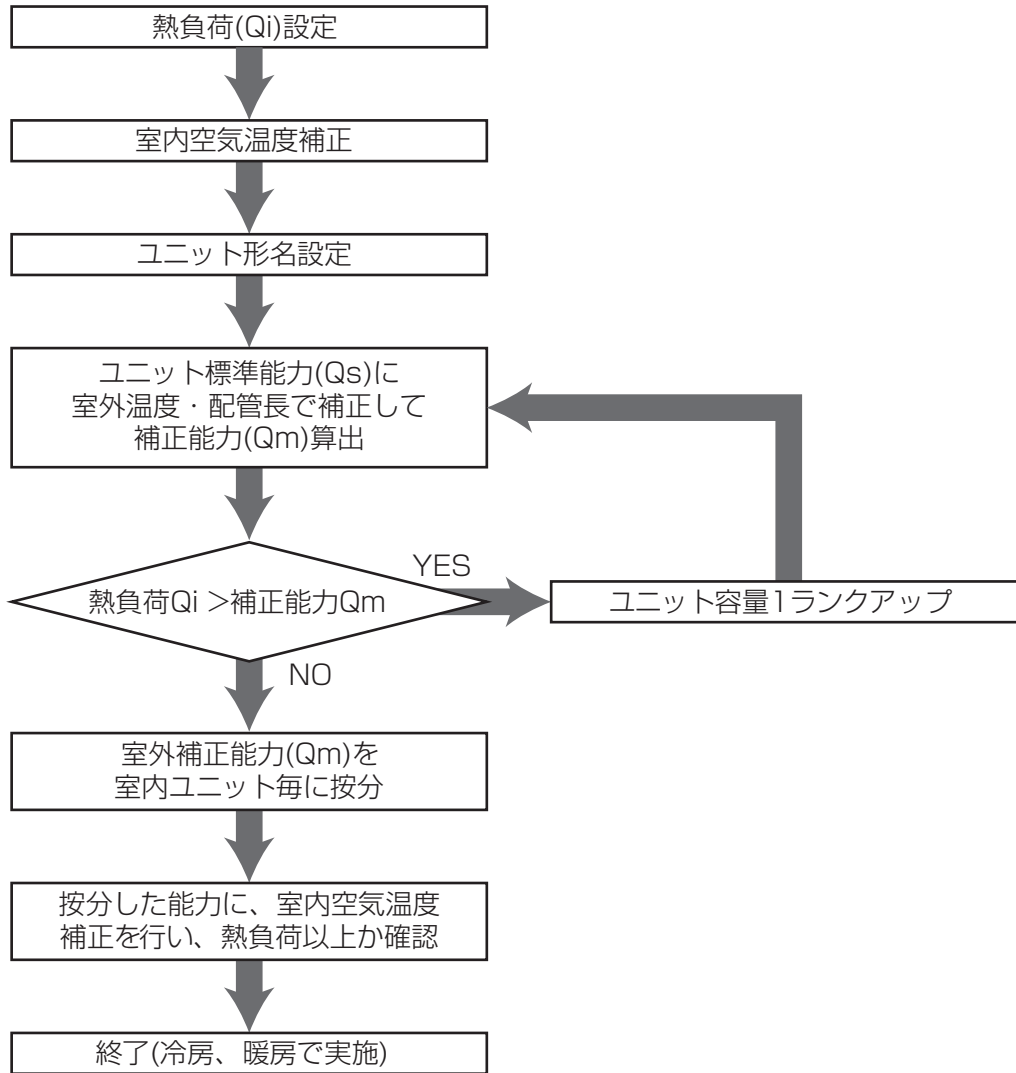 熱負荷(Qi)設定
室内空気温度補正
ユニット形名設定
ユニット標準能力(Qs)に
室外温度・配管長で補正して
補正能力(Qm)算出
YES
熱負荷Qi >補正能力Qm
ユニット容量1ランクアップ
NO
室外補正能力(Qm)を
室内ユニット毎に按分
按分した能力に、室内空気温度
補正を行い、熱負荷以上か確認
終了(冷房、暖房で実施)